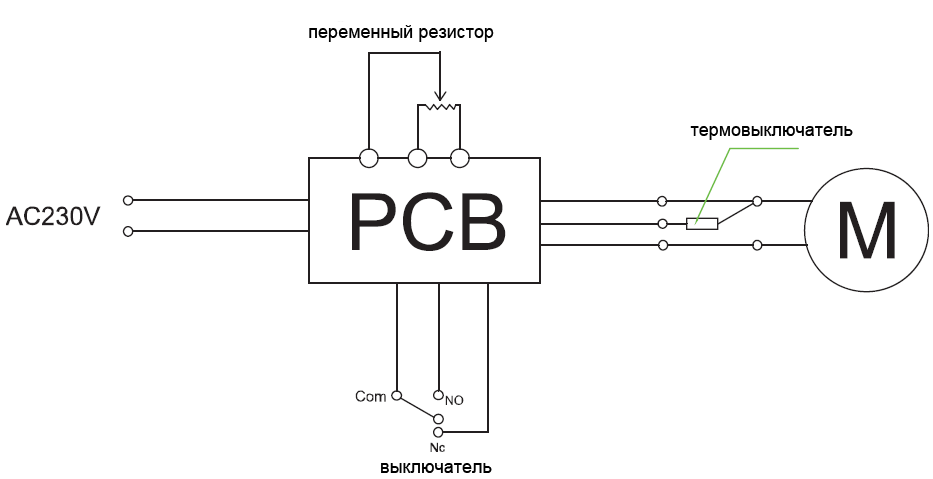 переменный резистор
термовыключатель
AC230V
PCB
M
Com
NO
Nc
выключатель